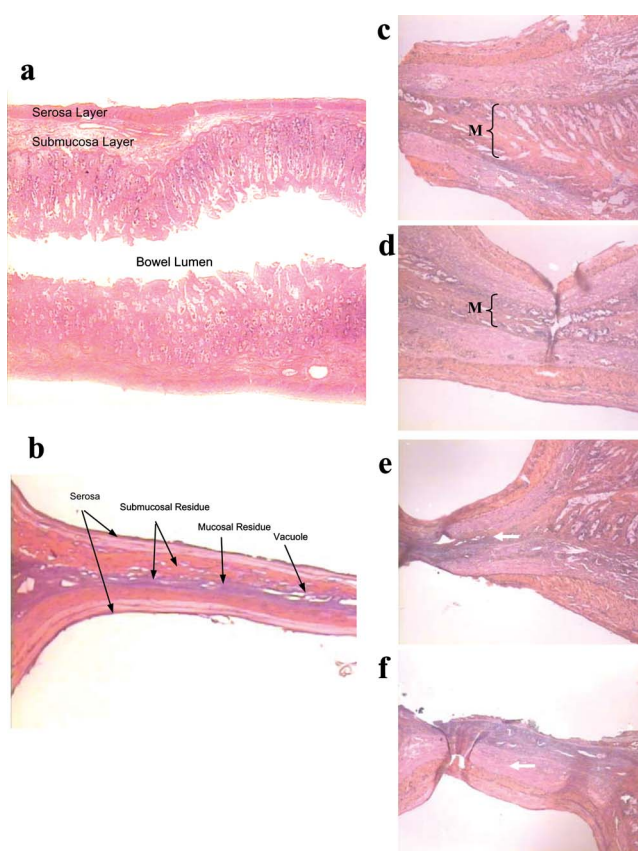 a
Serosa Layer
Submucosa Layer
Bowel Lumen
b
Serosa
Submucosal Residue
Mucosal Residue
Vacuole
c
M
d
M
e
f